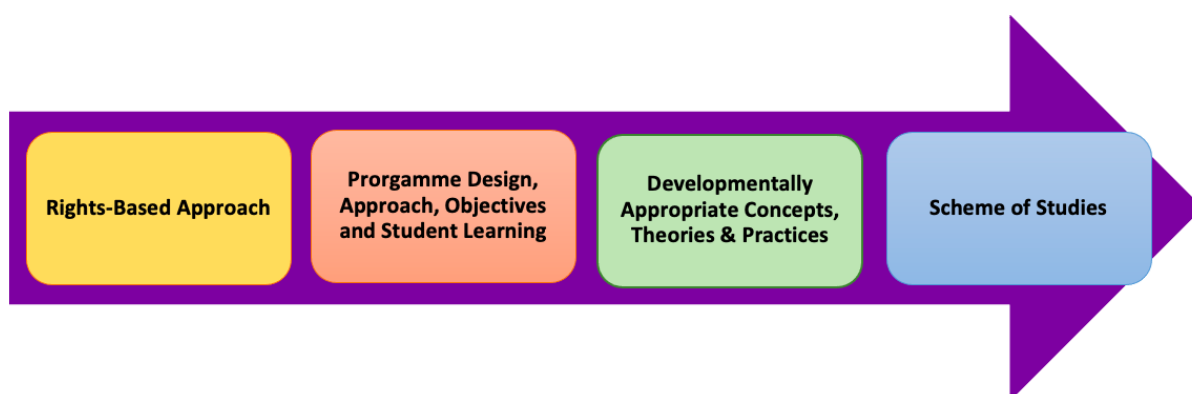 Rights-Based Approach
Prorgamme Design,
Approach, Objectives
and Student Learning
Developmentally
Appropriate Concepts,
Theories & Practices
Scheme of Studies